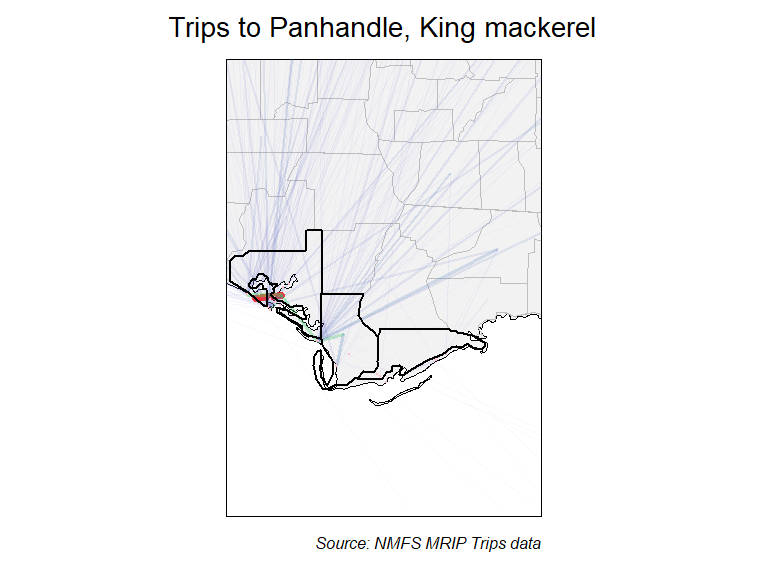 Trips to Panhandle, King mackerel
Source: NMFS MRIP Trips data